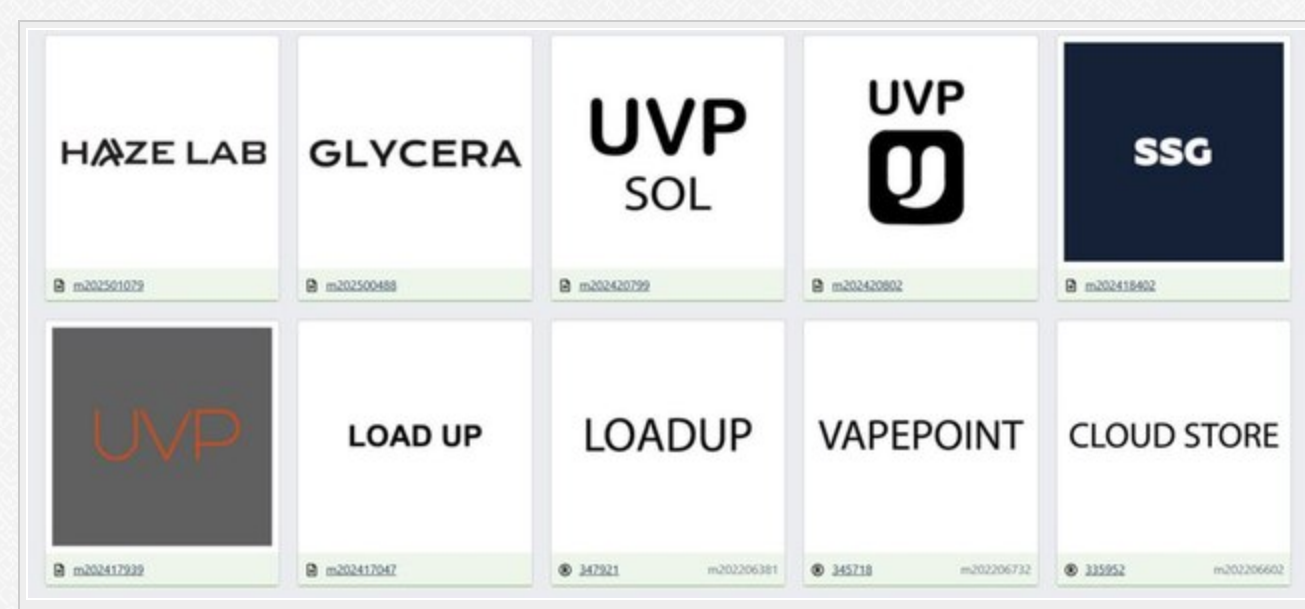 HAZE LAB
m202501079
GLYCERA
m202500488
UVP
SOL
m202420799
UVP
m202420802
SSG
m202418402
UVP
m202417939
LOAD UP
m202417047
LOADUP
347921 m202206381
VAPEPOINT
345718 m202206732
CLOUD STORE
335952 m202206602